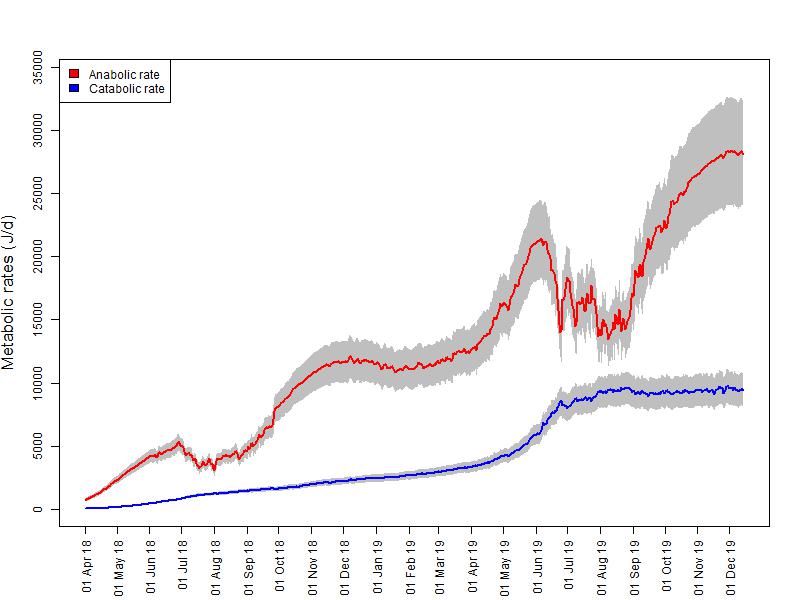 Anabolic rate
Catabolic rate
Metabolic rates (J/d)
35000
30000
25000
20000
15000
10000
5000
0
01 Apr 18
01 May 18
01 Jun 18
01 Jul 18
01 Aug 18
01 Sep 18
01 Oct 18
01 Nov 18
01 Dec 18
01 Jan 19
01 Feb 19
01 Mar 19
01 Apr 19
01 May 19
01 Jun 19
01 Jul 19
01 Aug 19
01 Sep 19
01 Oct 19
01 Nov 19
01 Dec 19